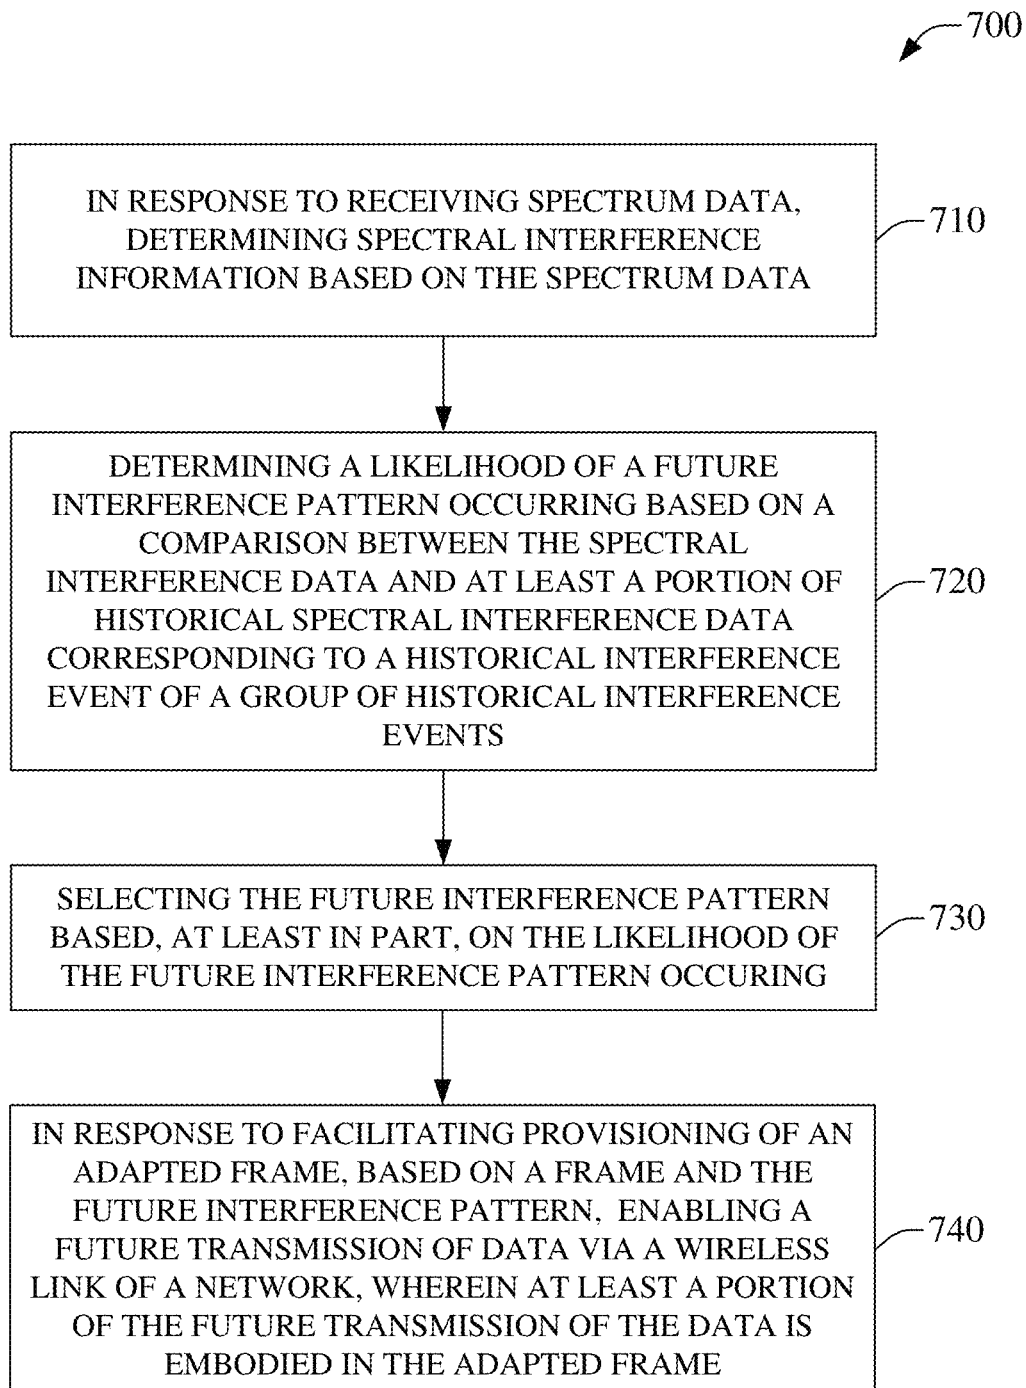 700
IN RESPONSE TO RECEIVING SPECTRUM DATA,
DETERMINING SPECTRAL INTERFERENCE
INFORMATION BASED ON THE SPECTRUM DATA
710
DETERMINING A LIKELIHOOD OF A FUTURE
INTERFERENCE PATTERN OCCURRING BASED ON A
COMPARISON BETWEEN THE SPECTRAL
INTERFERENCE DATA AND AT LEAST A PORTION OF
HISTORICAL SPECTRAL INTERFERENCE DATA
CORRESPONDING TO A HISTORICAL INTERFERENCE
EVENT OF A GROUP OF HISTORICAL INTERFERENCE
EVENTS
720
SELECTING THE FUTURE INTERFERENCE PATTERN
BASED, AT LEAST IN PART, ON THE LIKELIHOOD OF
THE FUTURE INTERFERENCE PATTERN OCCURING
730
IN RESPONSE TO FACILITATING PROVISIONING OF AN
ADAPTED FRAME, BASED ON A FRAME AND THE
FUTURE INTERFERENCE PATTERN, ENABLING A
FUTURE TRANSMISSION OF DATA VIA A WIRELESS
LINK OF A NETWORK, WHEREIN AT LEAST A PORTION
OF THE FUTURE TRANSMISSION OF THE DATA IS
EMBODIED IN THE ADAPTED FRAME
740